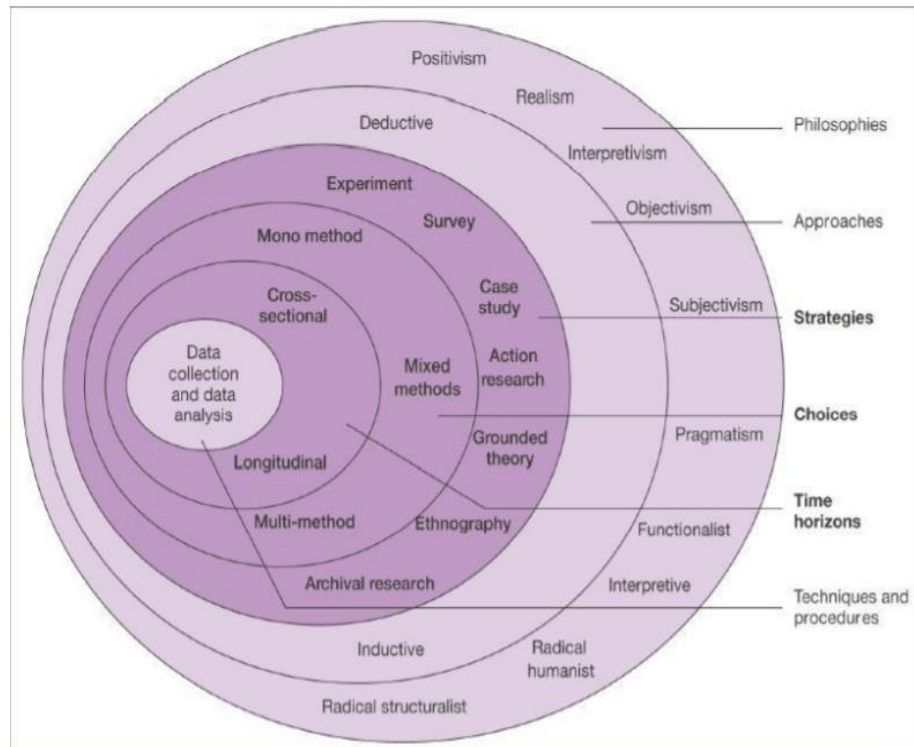 Positivism
Realism
Philosophies
Deductive
Interpretivism
Experiment
Objectivism
Survey
Approaches
Mono method
Cross-
sectional
Case
study
Subjectivism
Strategies
Data
collection
and data
analysis
Mixed
methods
Action
research
Choices
Grounded
theory
Pragmatism
Longitudinal
Time
horizons
Multi-method
Ethnography
Functionalist
Archival research
Interpretive
Techniques and
procedures
Inductive
Radical
humanist
Radical structuralist